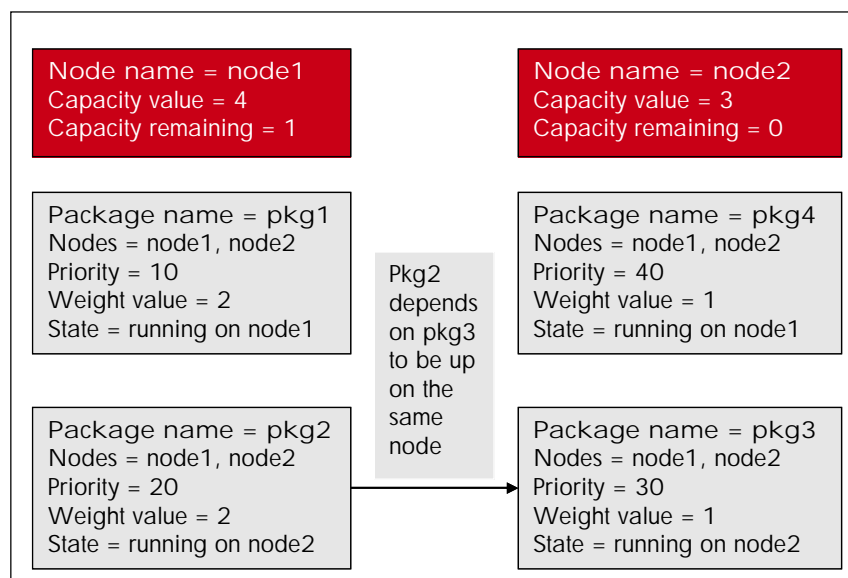 Node name = node1
Capacity value = 4
Capacity remaining = 1
Node name = node2
Capacity value = 3
Capacity remaining = 0
Package name = pkg1
Nodes = node1, node2
Priority = 10
Weight value = 2
State = running on node1
Pkg2
depends
on pkg3
to be up
on the
same
node
Package name = pkg4
Nodes = node1, node2
Priority = 40
Weight value = 1
State = running on node1
Package name = pkg2
Nodes = node1, node2
Priority = 20
Weight value = 2
State = running on node2
Package name = pkg3
Nodes = node1, node2
Priority = 30
Weight value = 1
State = running on node2